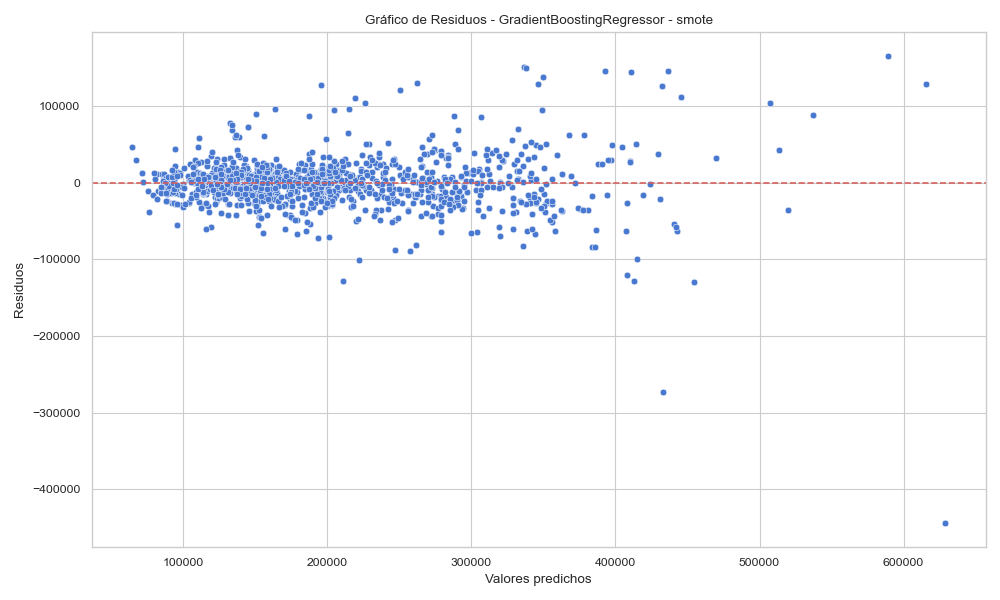 Gráfico de Residuos - GradientBoostingRegressor - smote
Residuos
100000
0
−100000
−200000
−300000
−400000
100000 200000 300000 400000 500000 600000
Valores predichos